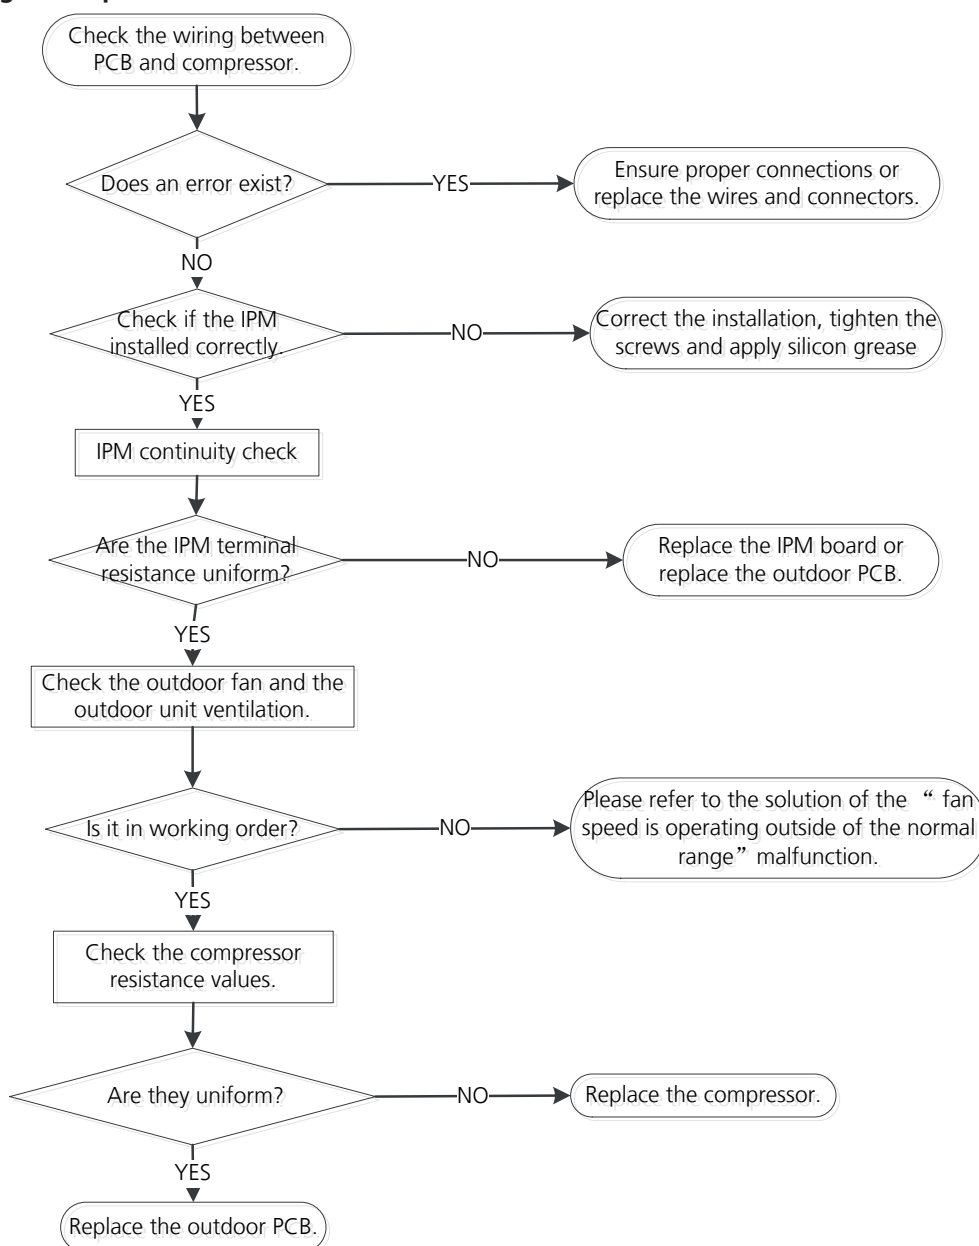 Check the wiring between
PCB and compressor.
Does an error exist?
YES
Ensure proper connections or
replace the wires and connectors.
NO
Check if the IPM
installed correctly.
NO
Correct the installation, tighten the
screws and apply silicon grease
YES
IPM continuity check
Are the IPM terminal
resistance uniform?
NO
Replace the IPM board or
replace the outdoor PCB.
YES
Check the outdoor fan and the
outdoor unit ventilation.
Is it in working order?
NO
Please refer to the solution of the “ fan
speed is operating outside of the normal
range” malfunction.
YES
Check the compressor
resistance values.
Are they uniform?
NO
Replace the compressor.
YES
Replace the outdoor PCB.